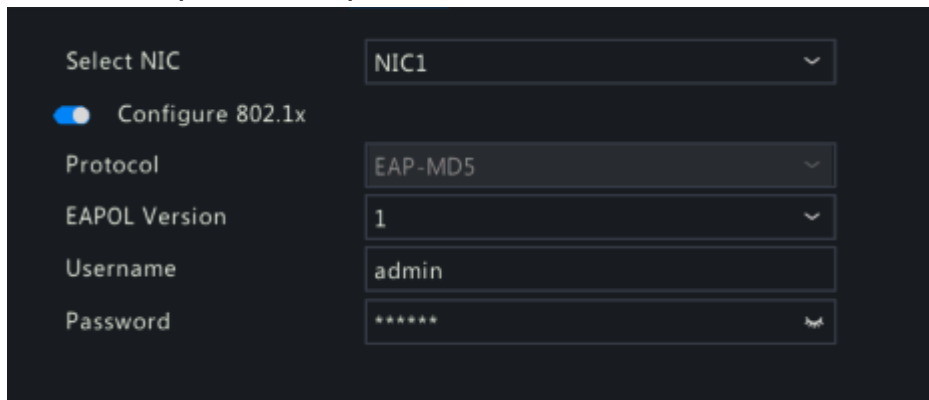 Select NIC NIC1
Configure 802.1x
Protocol EAP-MD5
EAPOL Version 1
Username admin
Password ******